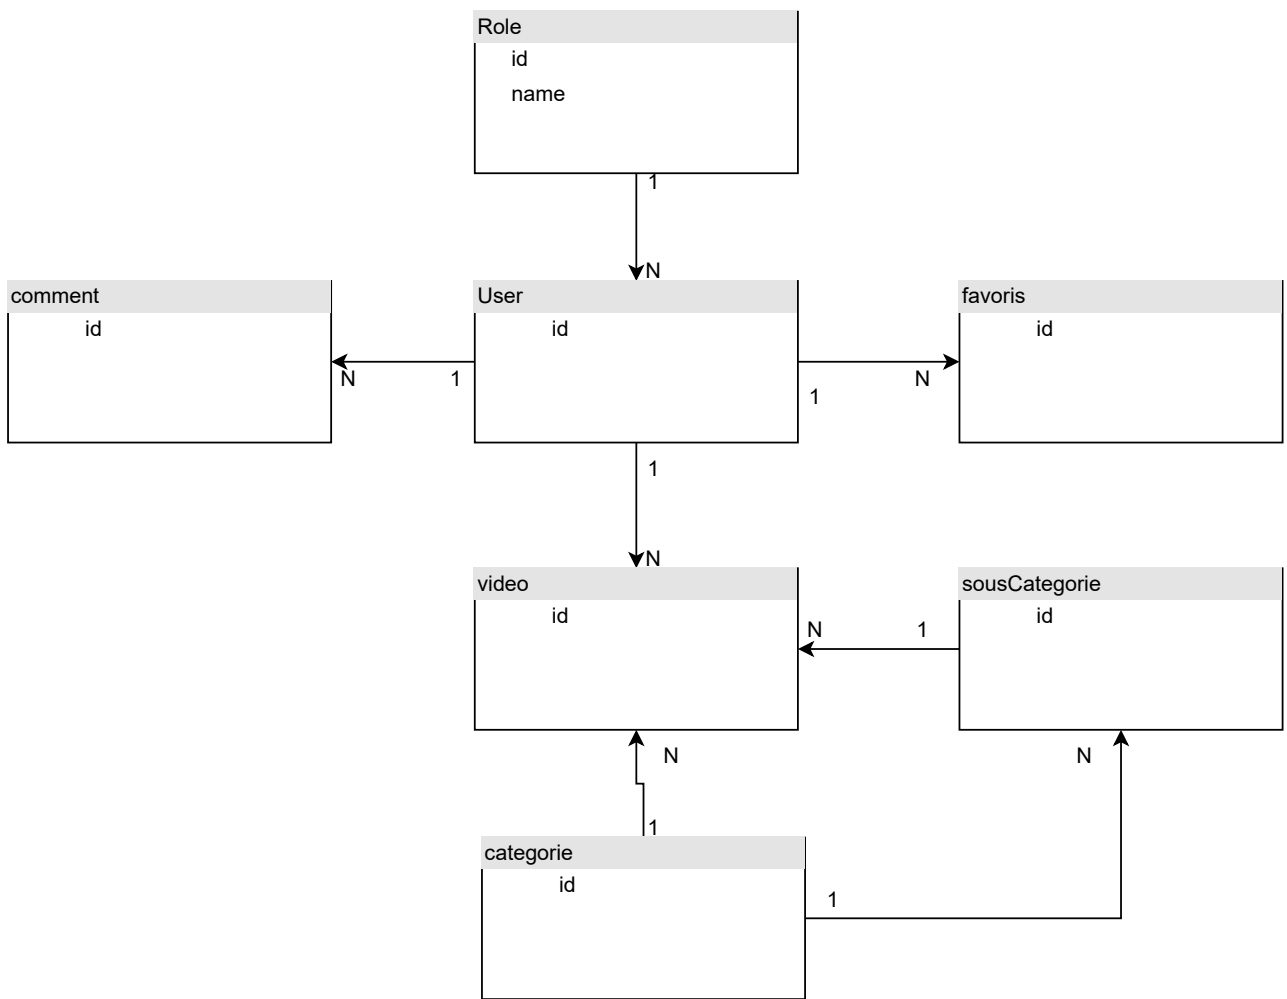 Role
id
name
1
N
comment
id
User
id
favoris
id
N
1
1
N
1
N
video
id
sousCategorie
id
N
1
N
N
1
categorie
id
1